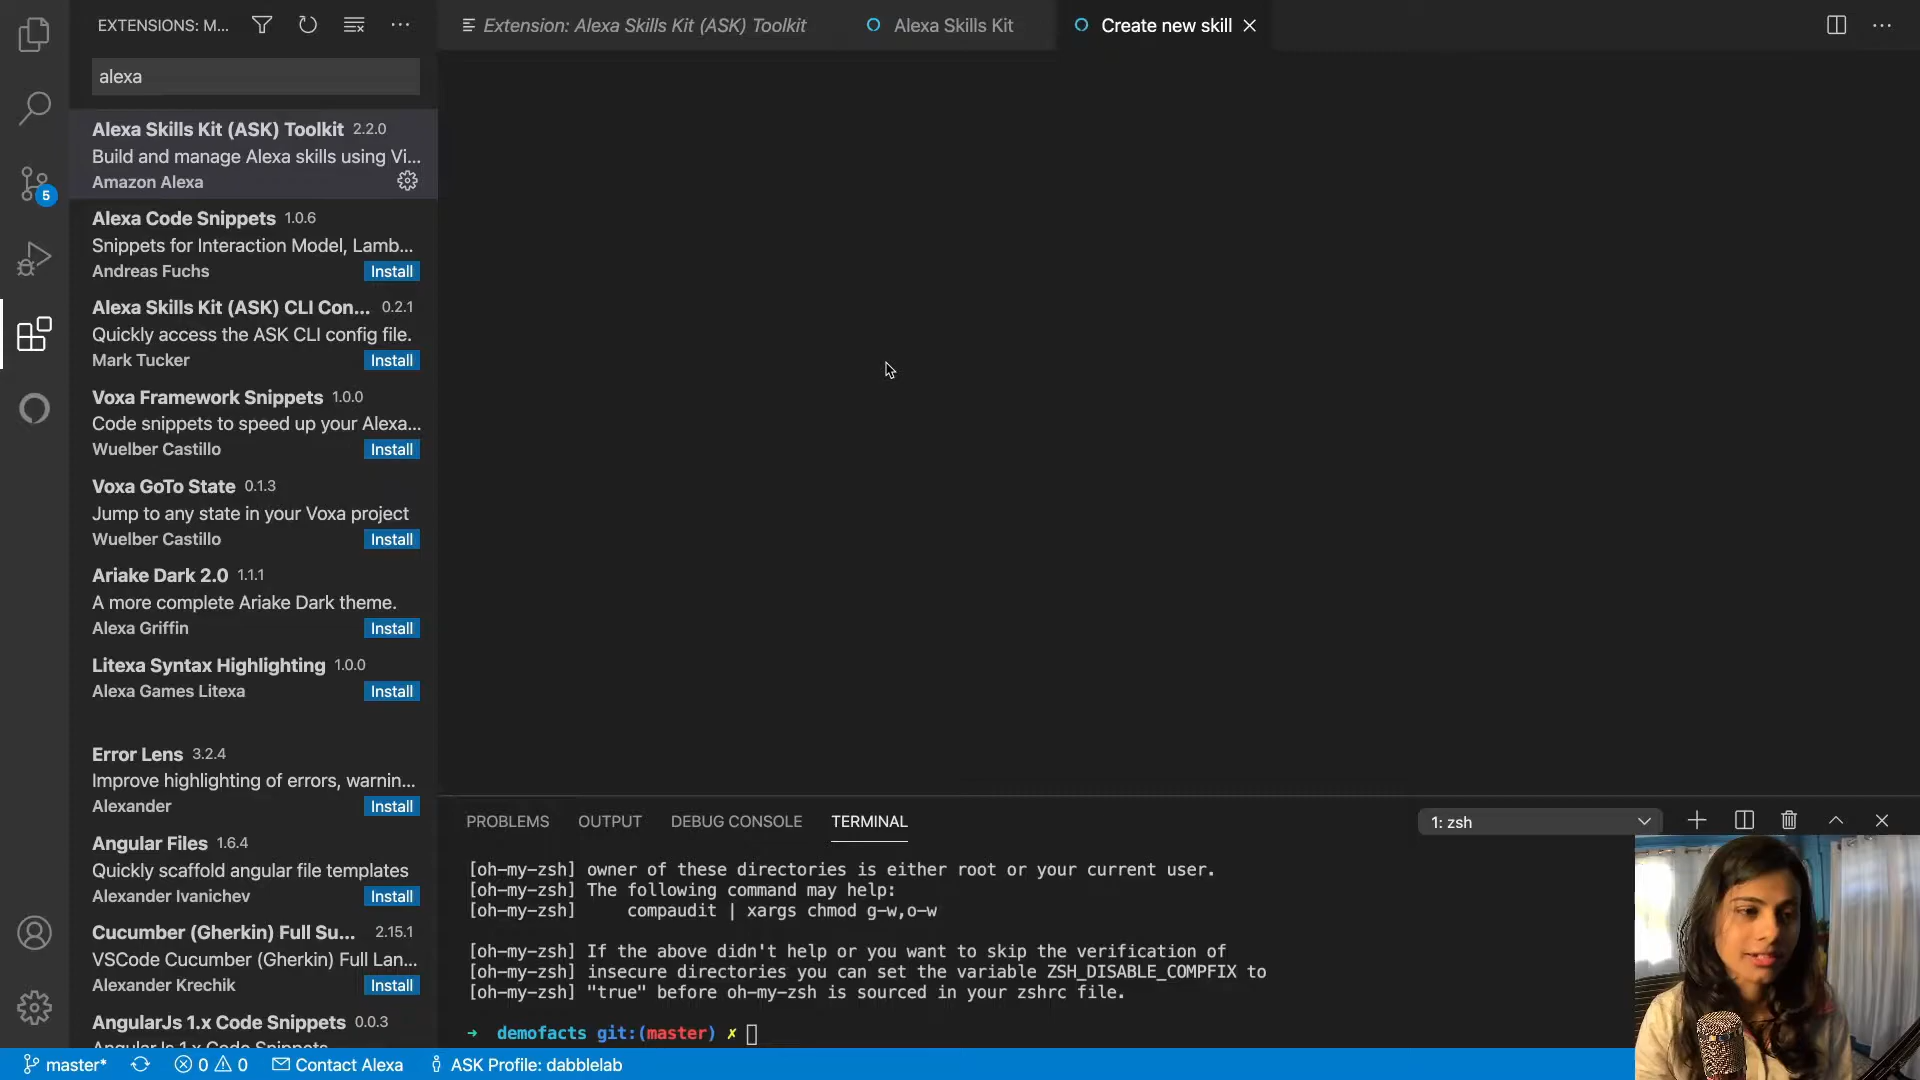 EXTENSIONS: M...
Extension: Alexa Skills Kit (ASK) Toolkit
Alexa Skills Kit
Create new skill
alexa
Alexa Skills Kit (ASK) Toolkit 2.2.0
Build and manage Alexa skills using Vi...
Amazon Alexa
Alexa Code Snippets 1.0.6
Snippets for Interaction Model, Lamb...
Andreas Fuchs Install
Alexa Skills Kit (ASK) CLI Con... 0.2.1
Quickly access the ASK CLI config file.
Mark Tucker Install
Voxa Framework Snippets 1.0.0
Code snippets to speed up your Alexa...
Wuelber Castillo Install
Voxa GoTo State 0.1.3
Jump to any state in your Voxa project
Wuelber Castillo Install
Ariake Dark 2.0 1.1.1
A more complete Ariake Dark theme.
Alexa Griffin Install
Litexa Syntax Highlighting 1.0.0
Alexa Games Litexa Install
Error Lens 3.2.4
Improve highlighting of errors, warnin...
Alexander Install
Angular Files 1.6.4
Quickly scaffold angular file templates
Alexander Ivanichev Install
Cucumber (Gherkin) Full Su... 2.15.1
VSCode Cucumber (Gherkin) Full Lan...
Alexander Krechik Install
AngularJs 1.x Code Snippets 0.0.3
AngularJs 1.x Code Snippets
5
PROBLEMS OUTPUT DEBUG CONSOLE TERMINAL
1: zsh
[oh-my-zsh] owner of these directories is either root or your current user.
[oh-my-zsh] The following command may help:
[oh-my-zsh] compaudit | xargs chmod g-w,o-w
[oh-my-zsh] If the above didn't help or you want to skip the verification of
[oh-my-zsh] insecure directories you can set the variable ZSH_DISABLE_COMPFIX to
[oh-my-zsh] "true" before oh-my-zsh is sourced in your zshrc file.
→ demofacts git:(master) ✗
master* 0 0 Contact Alexa ASK Profile: dabblelab